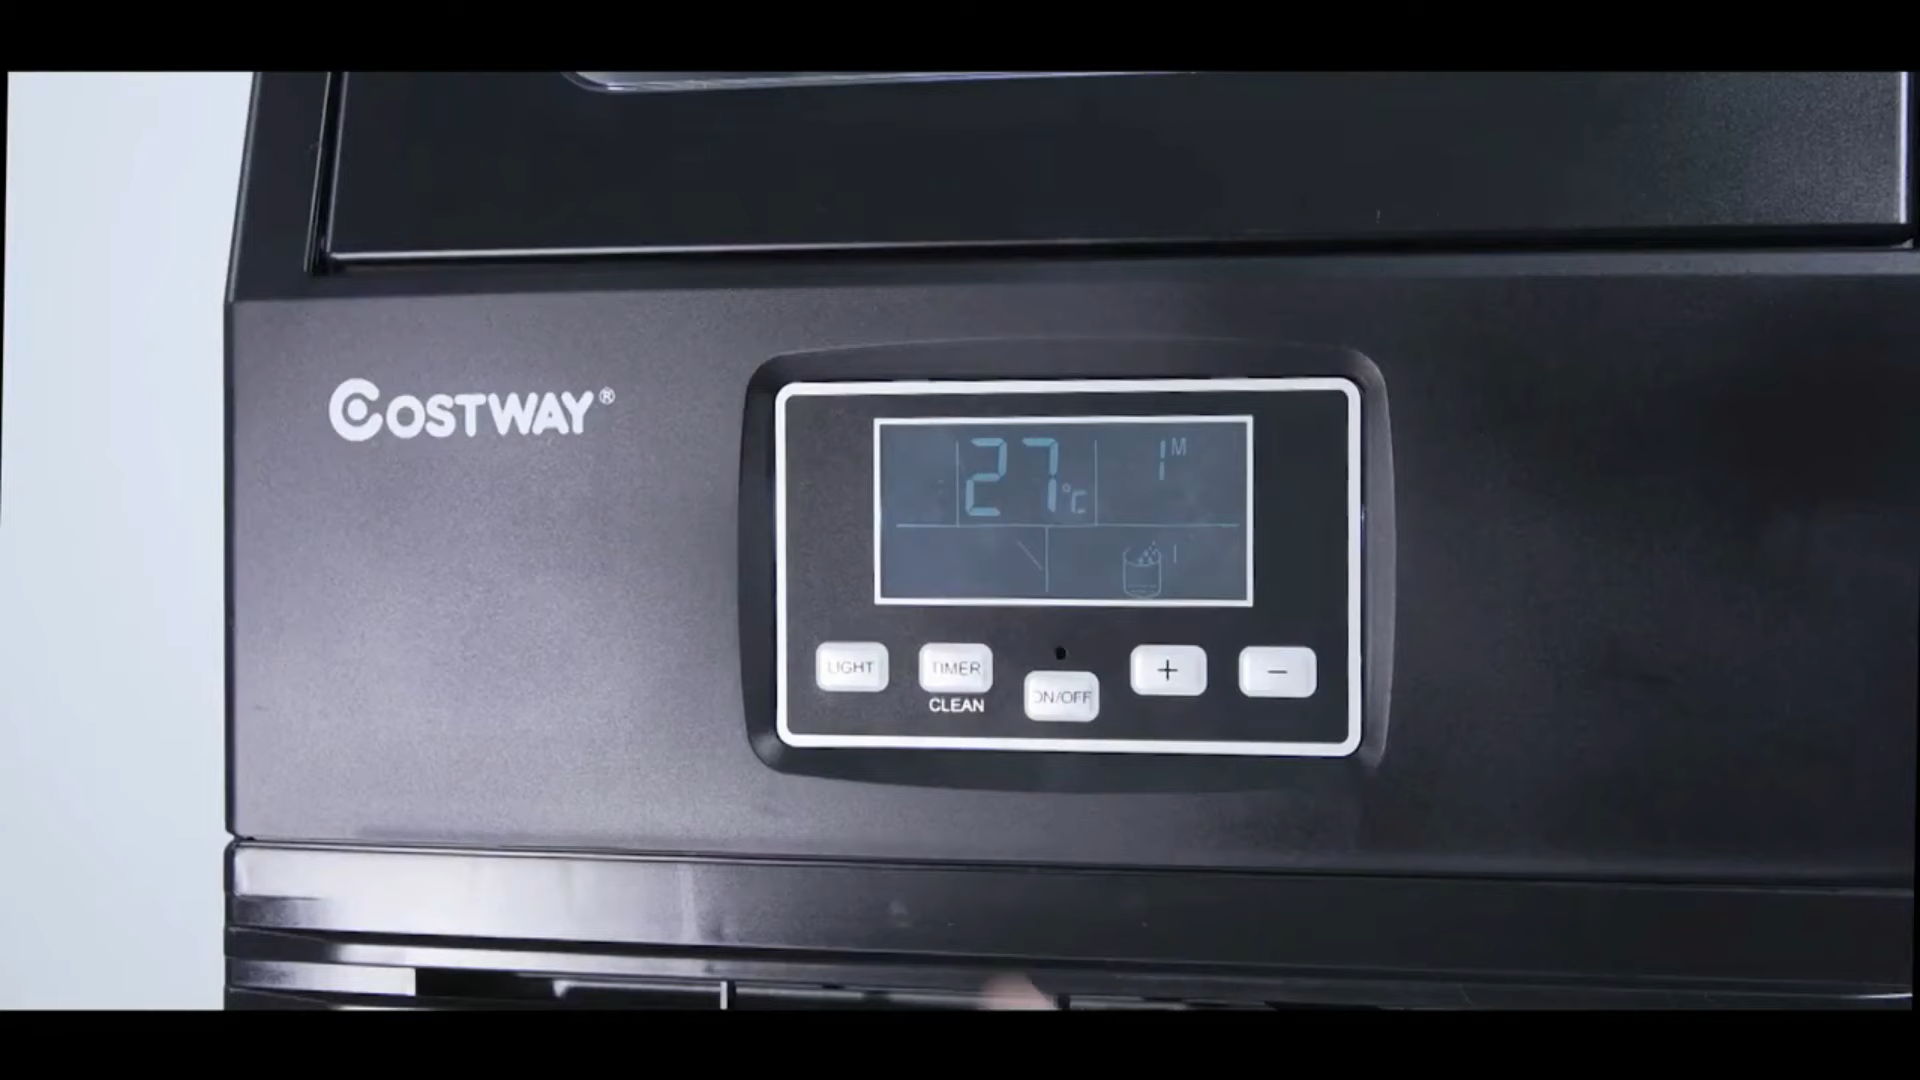 COSTWAY®
27°C
1M
LIGHT
TIMER
CLEAN
ON/OFF
+
−